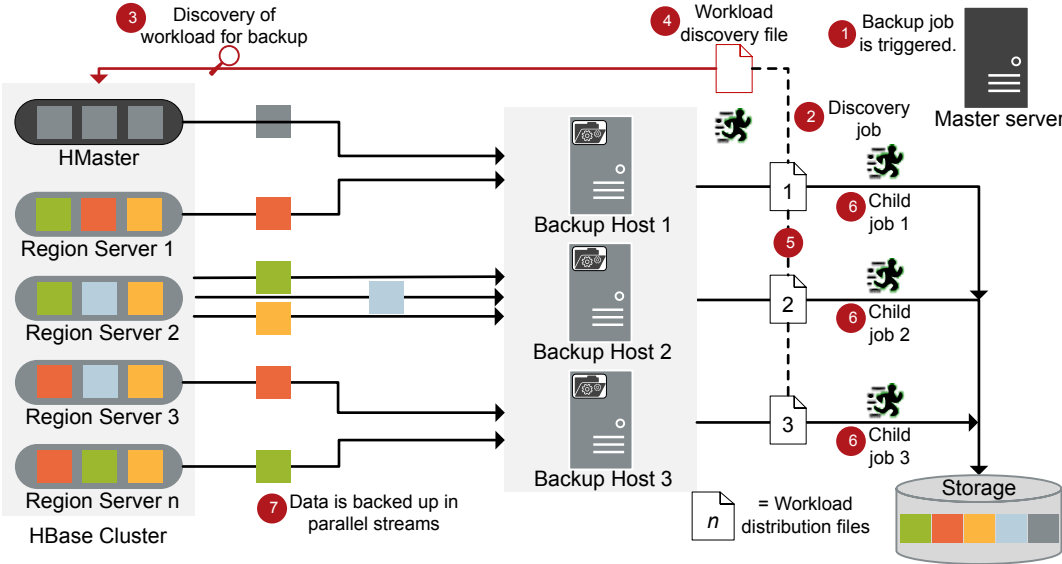 3
Discovery of
workload for backup
4
Workload
discovery file
1
Backup job
is triggered.
Master server
2
Discovery
job
HMaster
Region Server 1
Region Server 2
Region Server 3
Region Server n
HBase Cluster
Backup Host 1
Backup Host 2
Backup Host 3
1
5
2
3
6
Child
job 1
6
Child
job 2
6
Child
job 3
7
Data is backed up in
parallel streams
n
= Workload
distribution files
Storage